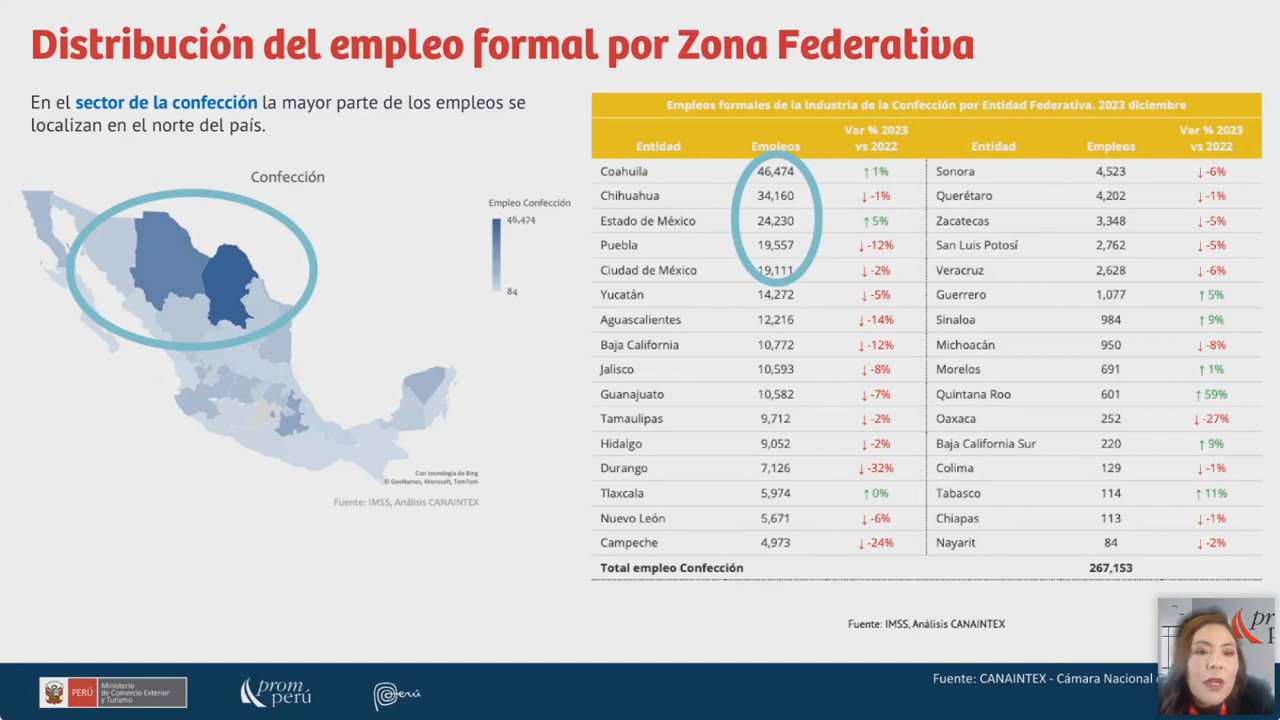 Distribución del empleo formal por Zona Federativa
En el sector de la confección la mayor parte de los empleos se
localizan en el norte del país.
Confección
Empleo Confección
46,474
84
Con tecnología de Bing
© GeoNames, Microsoft, TomTom
Fuente: IMSS, Análisis CANAINTEX
Empleos formales de la Industria de la Confección por Entidad Federativa. 2023 diciembre
Entidad Empleos Var % 2023 vs 2022 Entidad Empleos Var % 2023 vs 2022
Coahuila 46,474 ↑ 1% Sonora 4,523 ↓ -6%
Chihuahua 34,160 ↓ -1% Querétaro 4,202 ↓ -1%
Estado de México 24,230 ↑ 5% Zacatecas 3,348 ↓ -5%
Puebla 19,557 ↓ -12% San Luis Potosí 2,762 ↓ -5%
Ciudad de México 19,111 ↓ -2% Veracruz 2,628 ↓ -6%
Yucatán 14,272 ↓ -5% Guerrero 1,077 ↑ 5%
Aguascalientes 12,216 ↓ -14% Sinaloa 984 ↑ 9%
Baja California 10,772 ↓ -12% Michoacán 950 ↓ -8%
Jalisco 10,593 ↓ -8% Morelos 691 ↑ 1%
Guanajuato 10,582 ↓ -7% Quintana Roo 601 ↑ 59%
Tamaulipas 9,712 ↓ -2% Oaxaca 252 ↓ -27%
Hidalgo 9,052 ↓ -2% Baja California Sur 220 ↑ 9%
Durango 7,126 ↓ -32% Colima 129 ↓ -1%
Tlaxcala 5,974 ↑ 0% Tabasco 114 ↑ 11%
Nuevo León 5,671 ↓ -6% Chiapas 113 ↓ -1%
Campeche 4,973 ↓ -24% Nayarit 84 ↓ -2%
Total empleo Confección 267,153
Fuente: IMSS, Análisis CANAINTEX
Fuente: CANAINTEX - Cámara Nacional
PERÚ
Ministerio
de Comercio Exterior
y Turismo
prom
perú
Perú